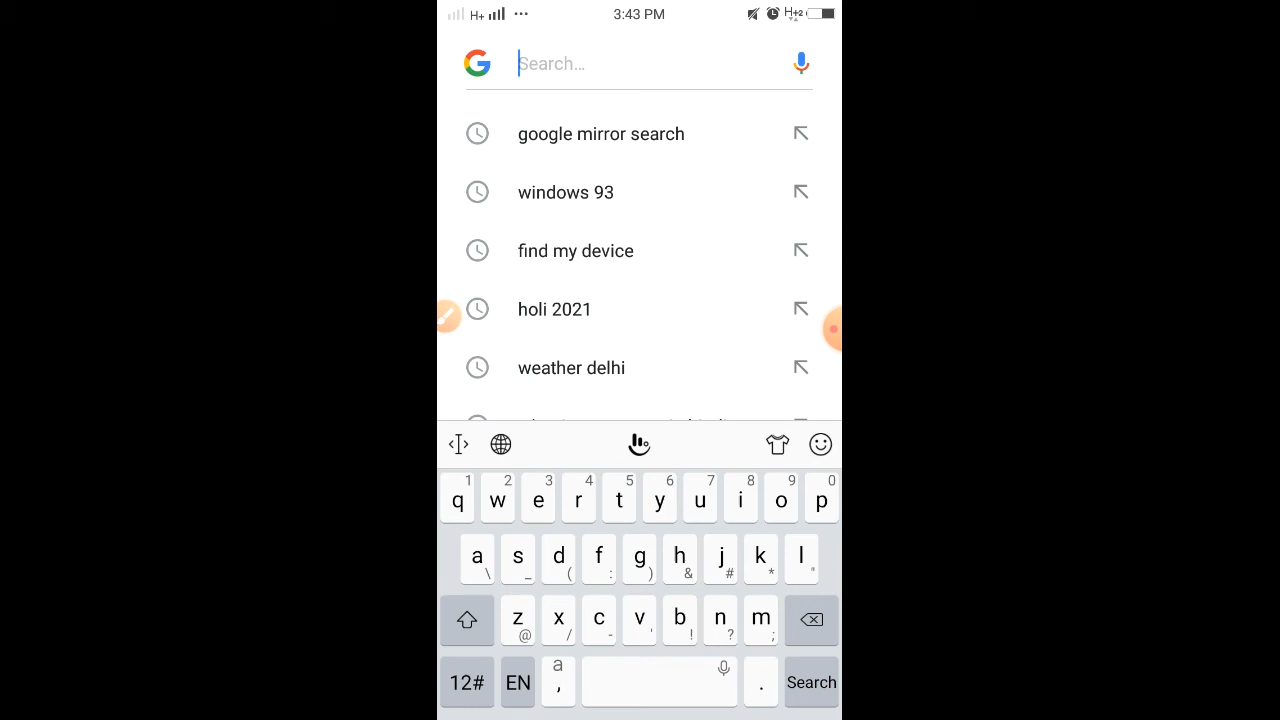 H+ 3:43 PM H+2
Search...
google mirror search
windows 93
find my device
holi 2021
weather delhi
1 2 3 4 5 6 7 8 9 0
q w e r t y u i o p
a s d f g h j k l
\ _ ( : ) & # * "
z x c v b n m
@ / - ' ! ? ;
12# EN a , . Search